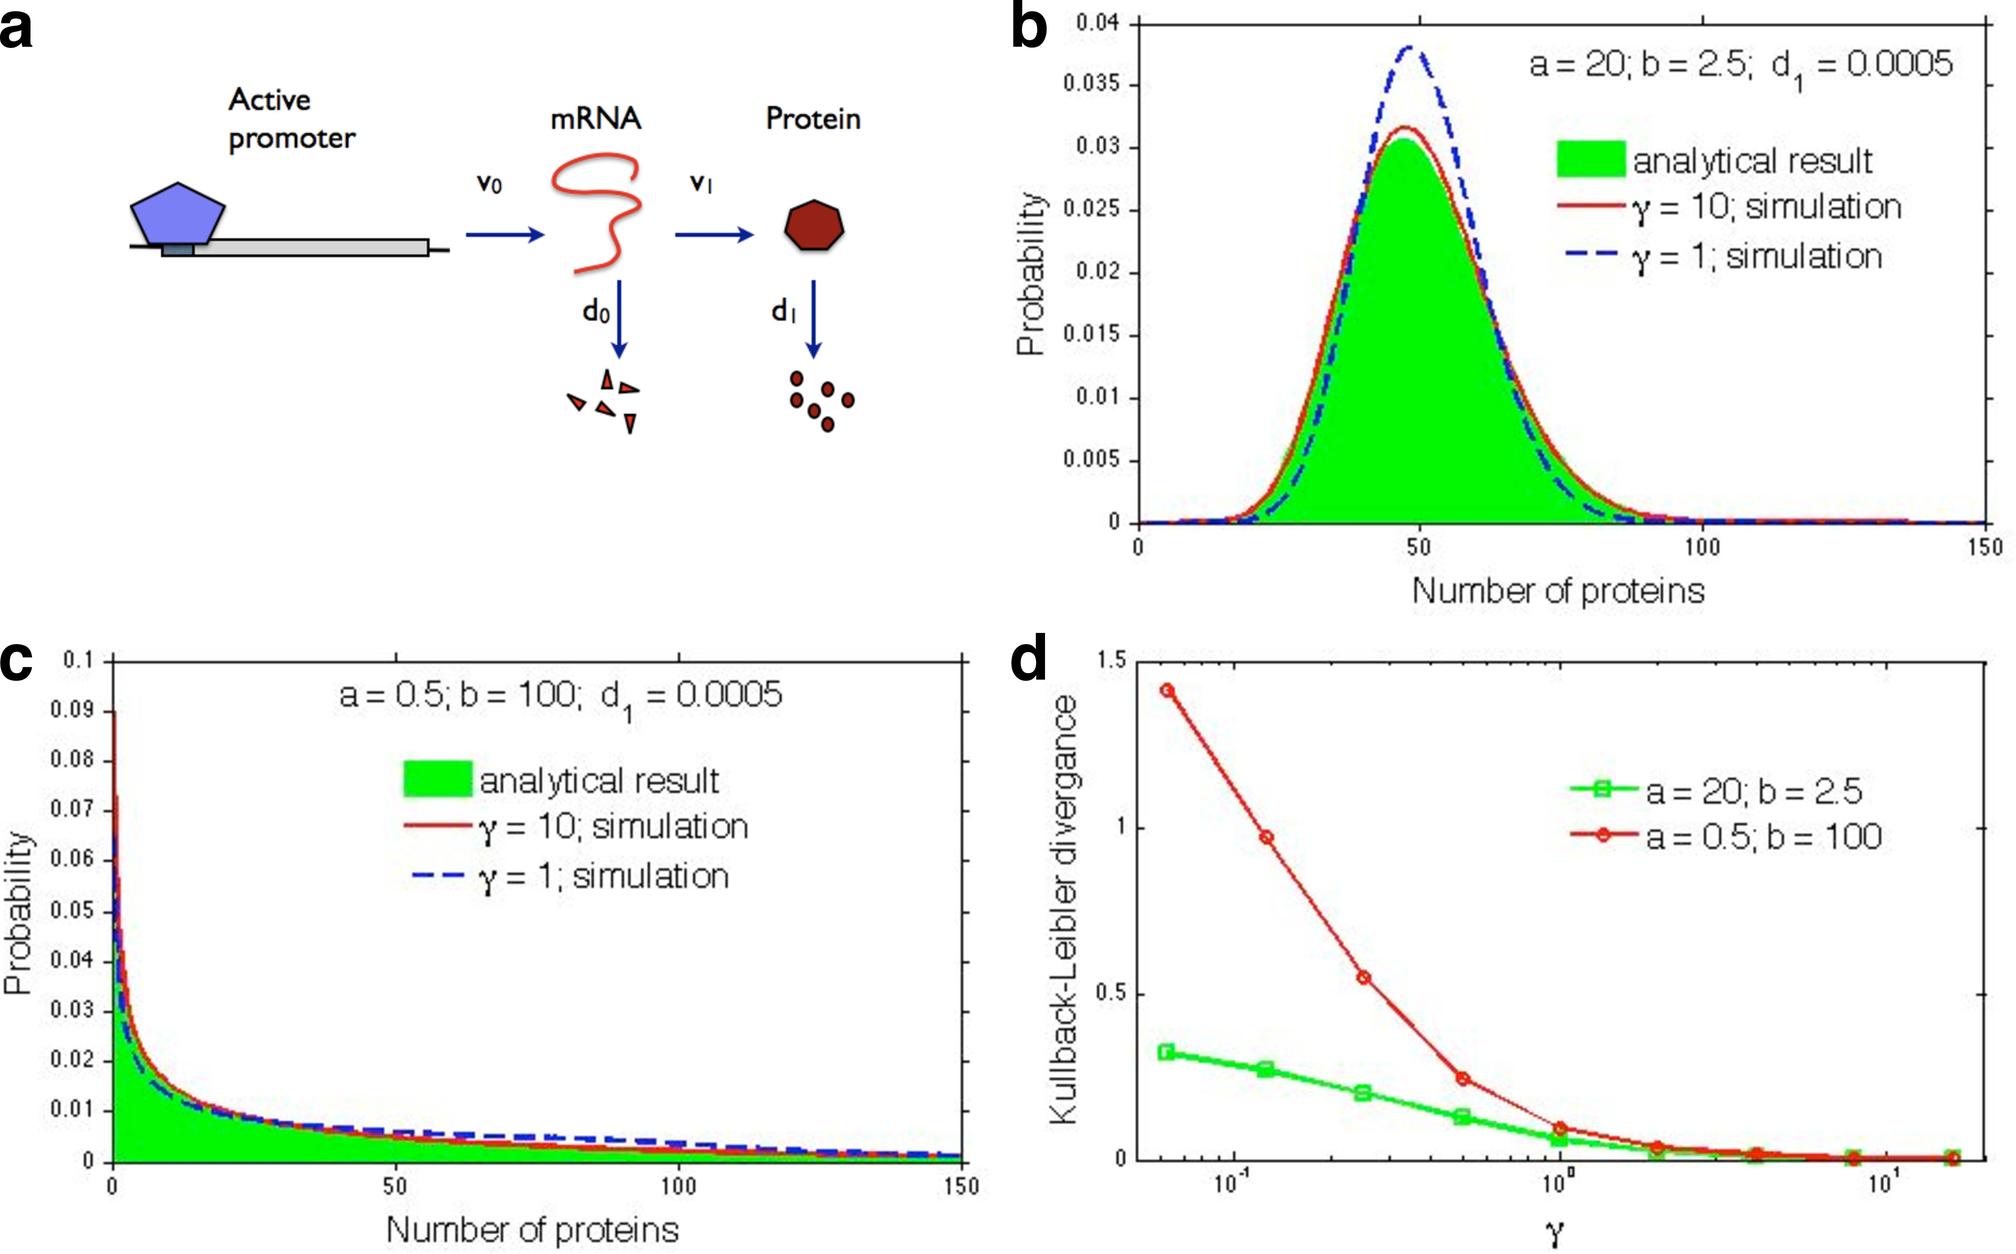 a
Active
promoter
mRNA
Protein
v0
v1
d0
d1
b
a = 20; b = 2.5; d1 = 0.0005
analytical result
γ = 10; simulation
γ = 1; simulation
Probability
0.04
0.035
0.03
0.025
0.02
0.015
0.01
0.005
0
0 50 100 150
Number of proteins
c
a = 0.5; b = 100; d1 = 0.0005
analytical result
γ = 10; simulation
γ = 1; simulation
Probability
0.1
0.09
0.08
0.07
0.06
0.05
0.04
0.03
0.02
0.01
0
0 50 100 150
Number of proteins
d
Kullback-Leibler divergance
1.5
1
0.5
0
a = 20; b = 2.5
a = 0.5; b = 100
10^-1 10^0 10^1
γ